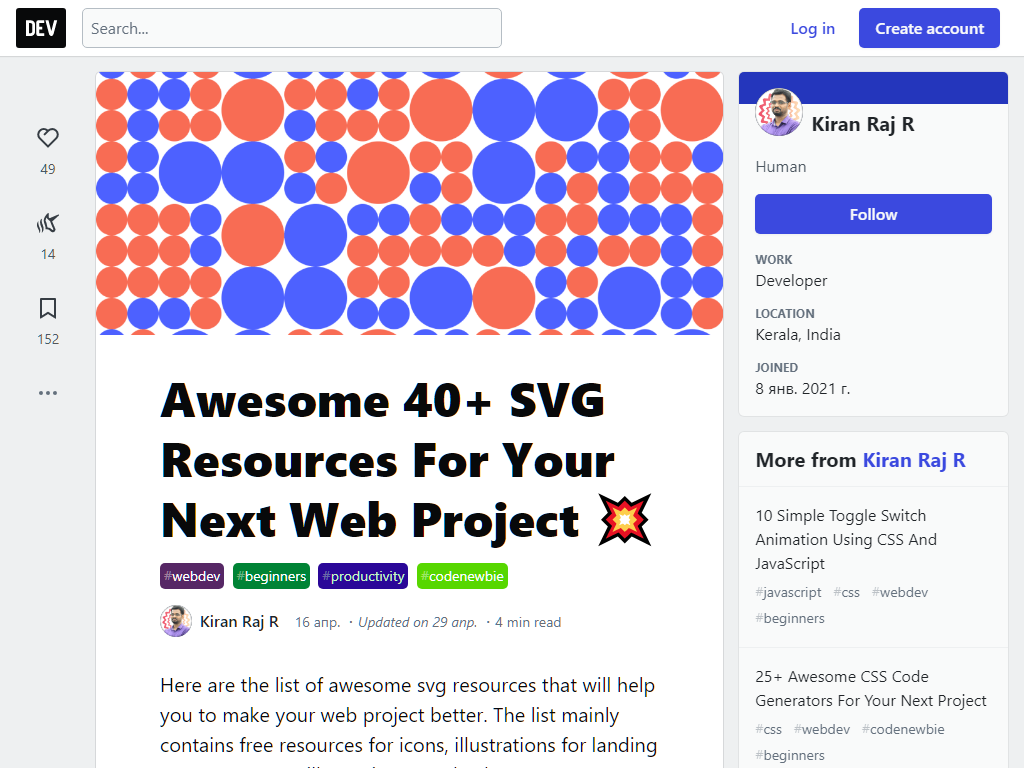 DEV
Search...
Log in
Create account
49
14
152
Kiran Raj R
Human
Follow
WORK
Developer
LOCATION
Kerala, India
JOINED
8 янв. 2021 г.
Awesome 40+ SVG
Resources For Your
Next Web Project 💥
#webdev #beginners #productivity #codenewbie
Kiran Raj R 16 апр. ・Updated on 29 апр. ・4 min read
Here are the list of awesome svg resources that will help
you to make your web project better. The list mainly
contains free resources for icons, illustrations for landing
More from Kiran Raj R
10 Simple Toggle Switch
Animation Using CSS And
JavaScript
#javascript #css #webdev
#beginners
25+ Awesome CSS Code
Generators For Your Next Project
#css #webdev #codenewbie
#beginners